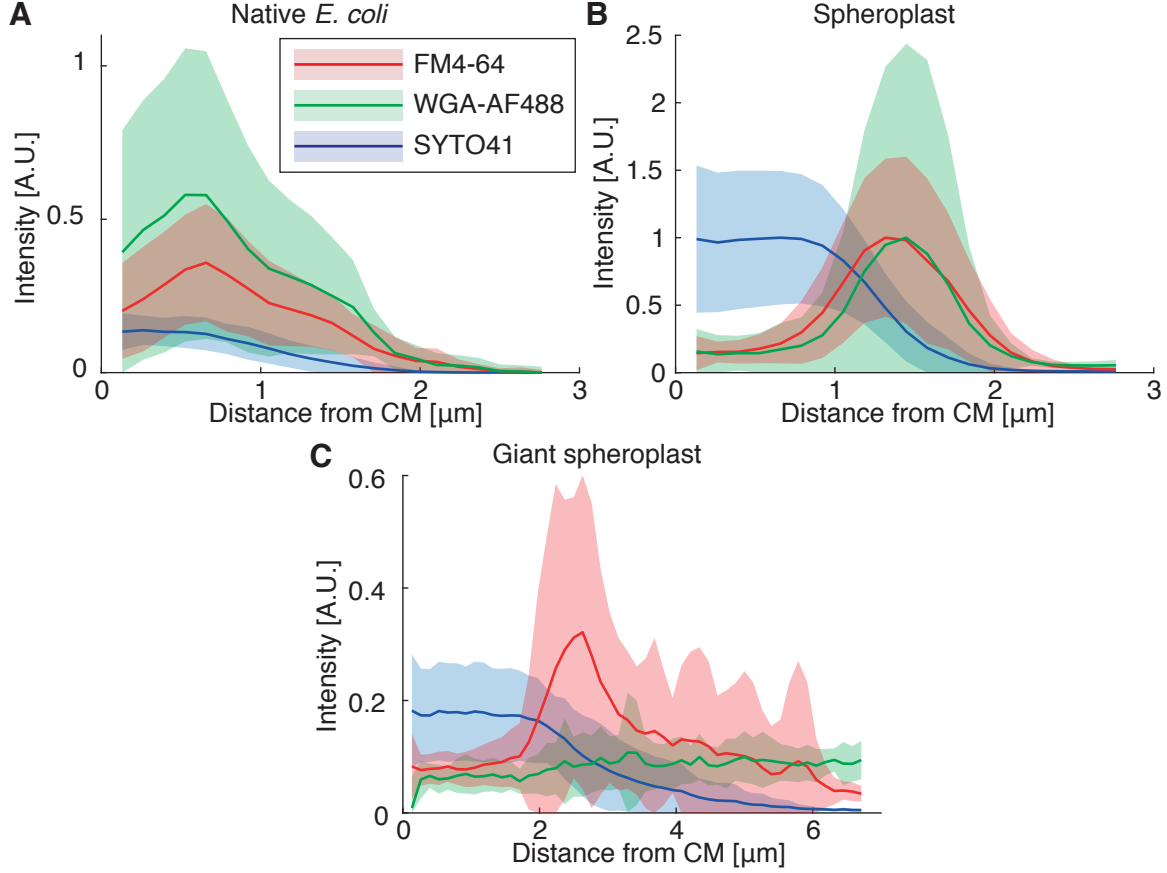 A
Native E. coli
1
0.5
0
Intensity [A.U.]
0
1
2
3
Distance from CM [μm]
FM4-64
WGA-AF488
SYTO41
B
Spheroplast
2.5
2
1.5
1
0.5
0
Intensity [A.U.]
0
1
2
3
Distance from CM [μm]
C
Giant spheroplast
0.6
0.4
0.2
0
Intensity [A.U.]
0
2
4
6
Distance from CM [μm]